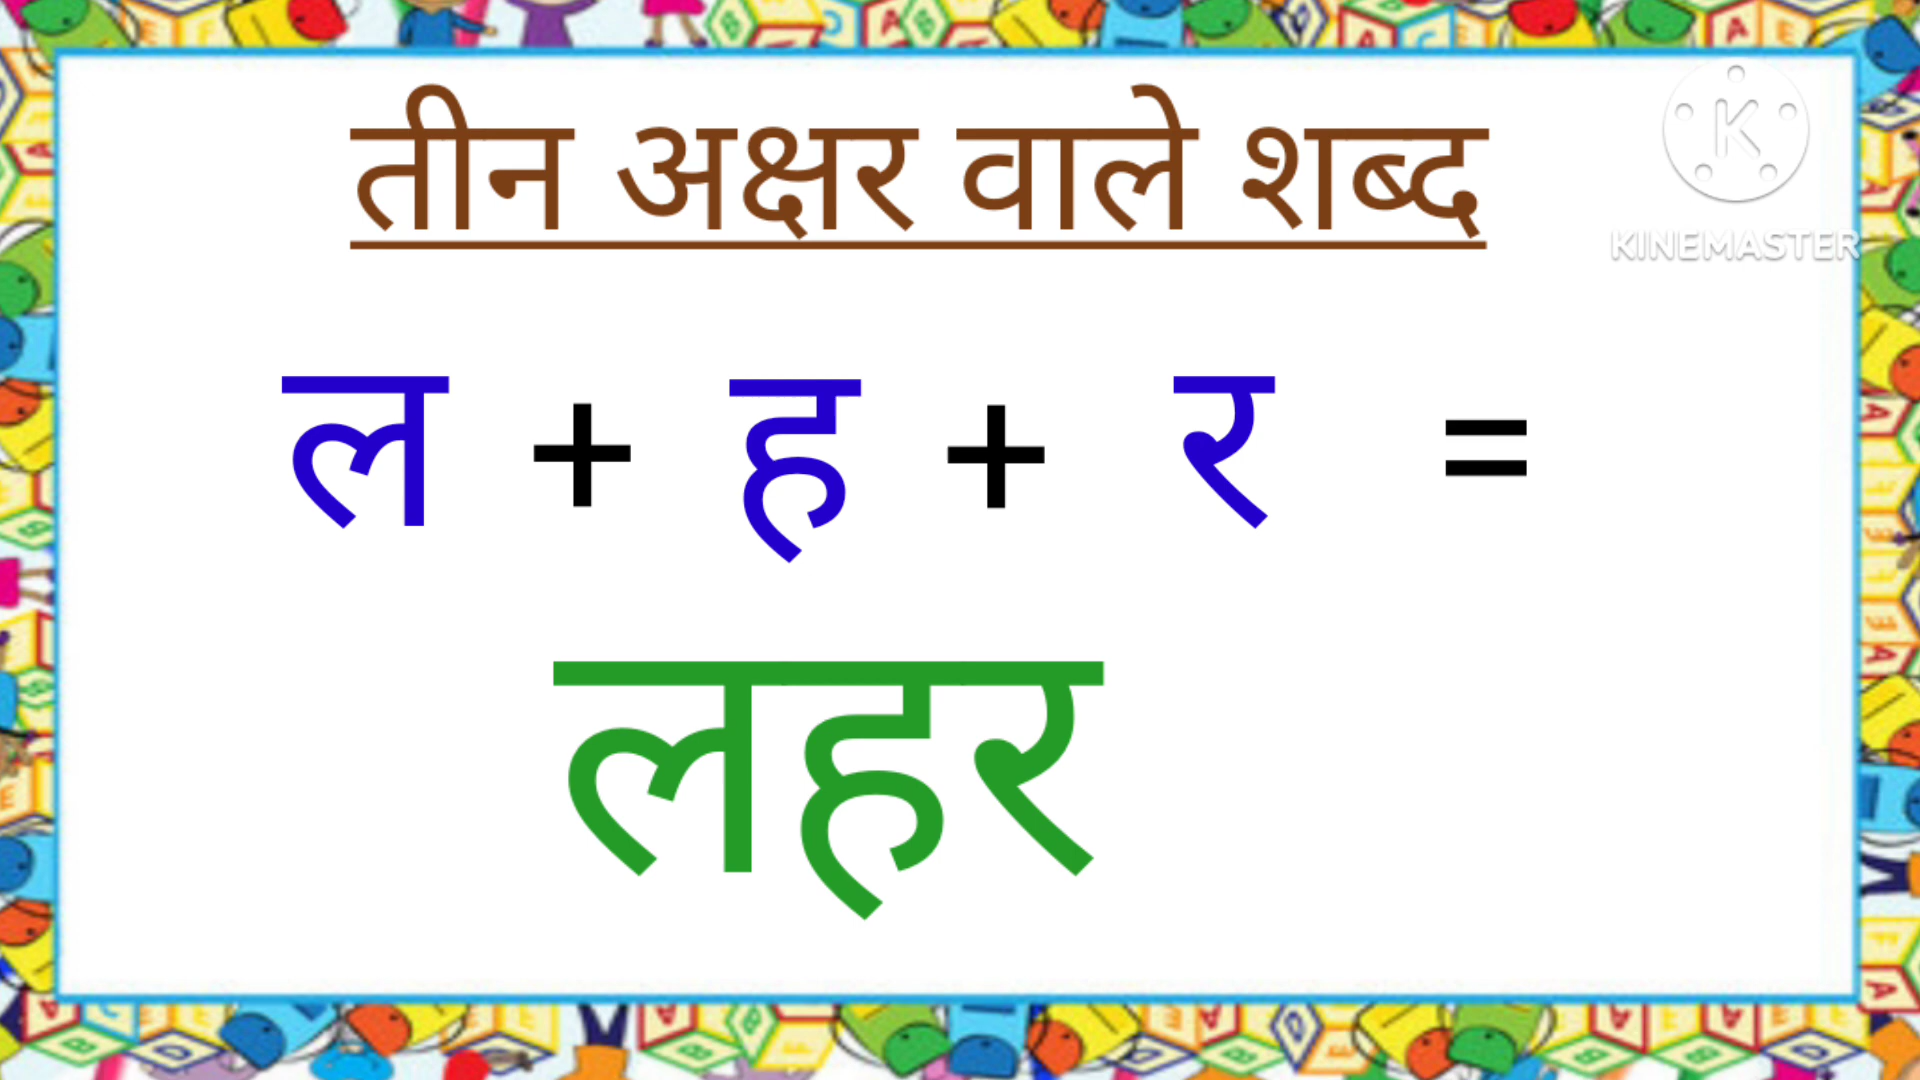 तीन अक्षर वाले शब्द
K
KINEMASTER
ल + ह + र =
लहर